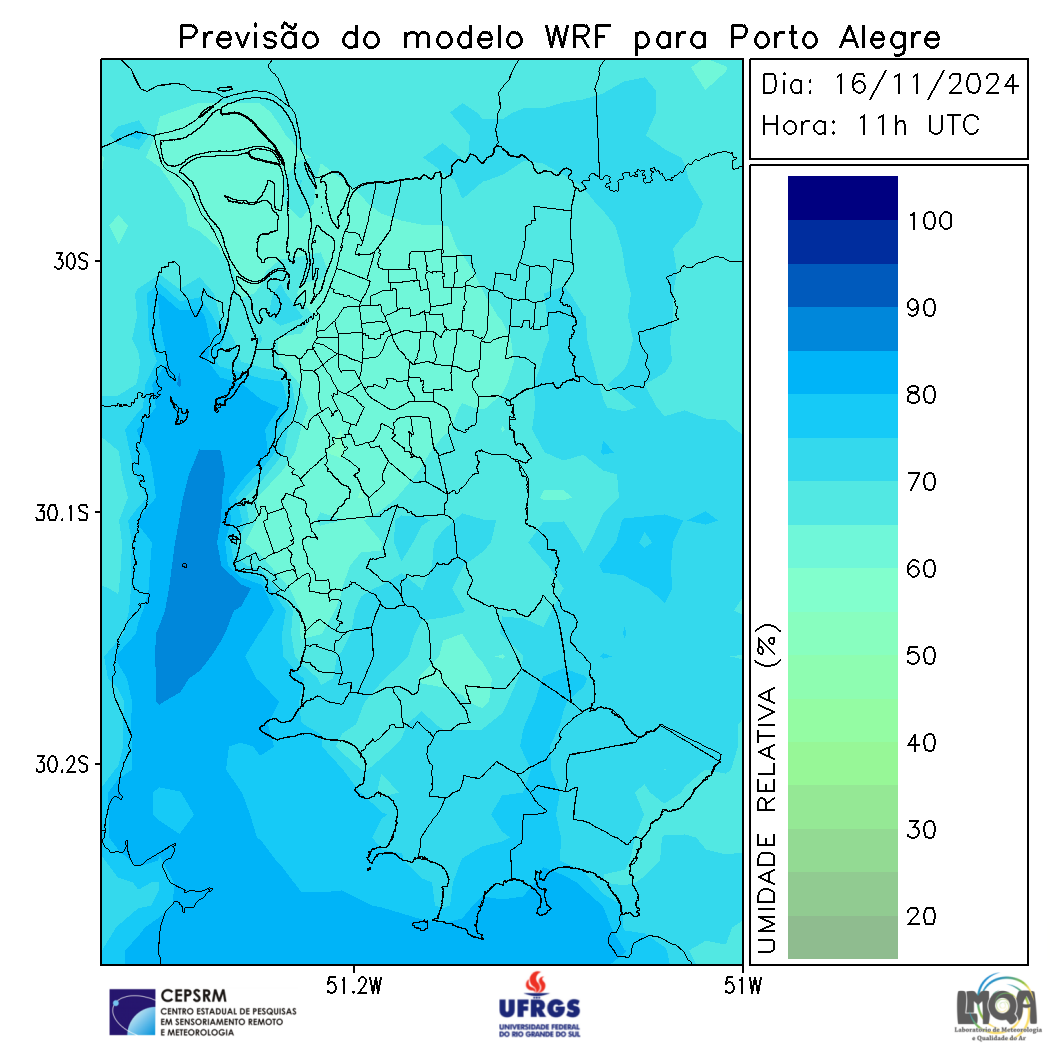 Previsão do modelo WRF para Porto Alegre
Dia: 16/11/2024
Hora: 11h UTC
30S
30.1S
30.2S
51.2W
51W
100
90
80
70
60
50
40
30
20
UMIDADE RELATIVA (%)
CEPSRM
CENTRO ESTADUAL DE PESQUISAS
EM SENSORIAMENTO REMOTO
E METEOROLOGIA
UFRGS
UNIVERSIDADE FEDERAL
DO RIO GRANDE DO SUL
LMQA
Laboratório de Meteorologia
e Qualidade do Ar